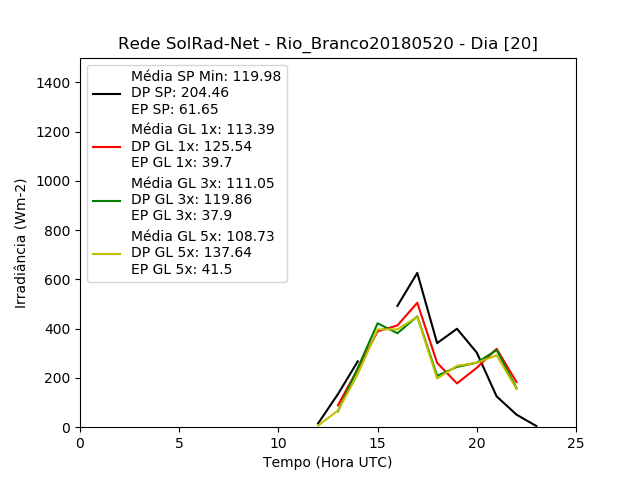 Rede SolRad-Net - Rio_Branco20180520 - Dia [20]
Média SP Min: 119.98
DP SP: 204.46
EP SP: 61.65
Média GL 1x: 113.39
DP GL 1x: 125.54
EP GL 1x: 39.7
Média GL 3x: 111.05
DP GL 3x: 119.86
EP GL 3x: 37.9
Média GL 5x: 108.73
DP GL 5x: 137.64
EP GL 5x: 41.5
Irradiância (Wm-2)
1400
1200
1000
800
600
400
200
0
0 5 10 15 20 25
Tempo (Hora UTC)